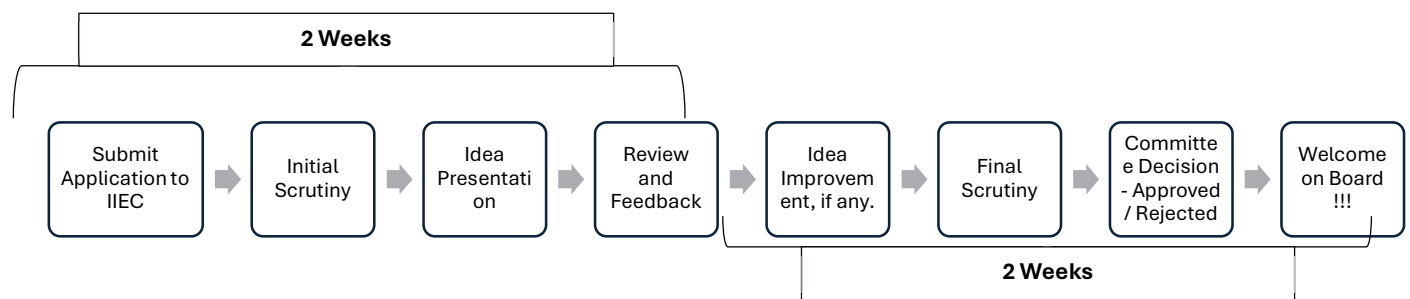 2 Weeks
Submit
Application to
IIEC
Initial
Scrutiny
Idea
Presentati
on
Review
and
Feedback
Idea
Improvem
ent, if any.
Final
Scrutiny
Committe
e Decision
- Approved
/ Rejected
Welcome
on Board
!!!
2 Weeks